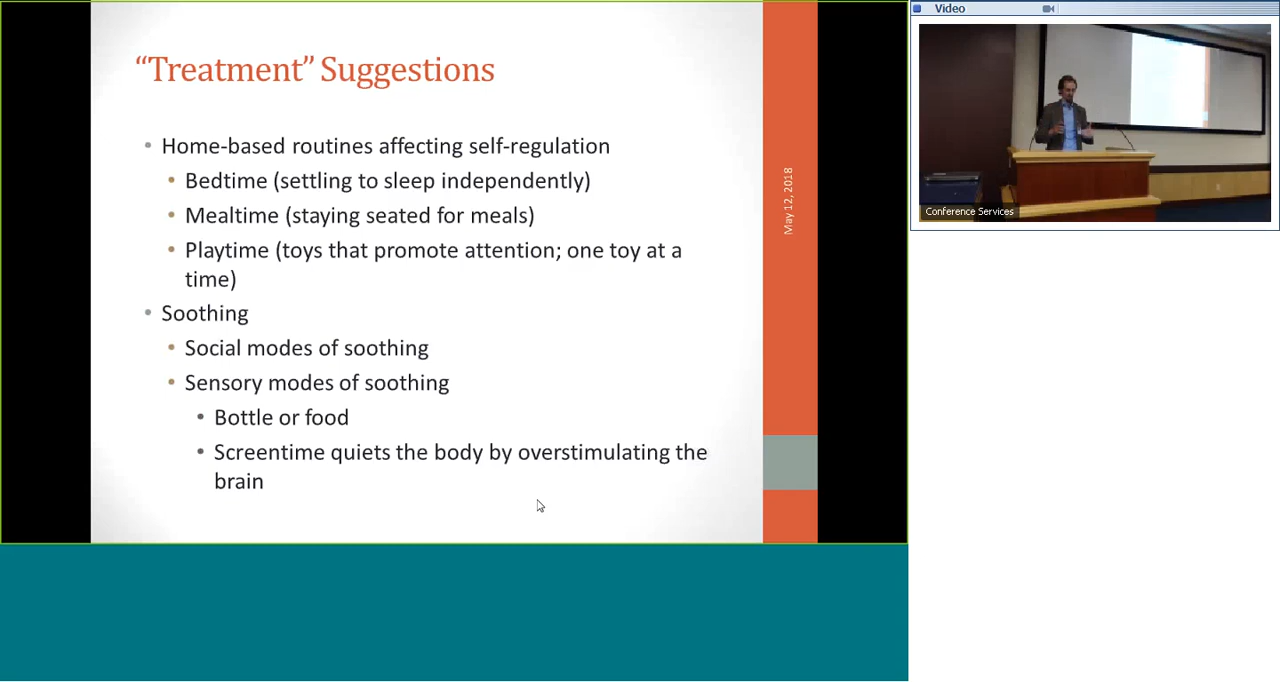 “Treatment” Suggestions
• Home-based routines affecting self-regulation
• Bedtime (settling to sleep independently)
• Mealtime (staying seated for meals)
• Playtime (toys that promote attention; one toy at a
time)
• Soothing
• Social modes of soothing
• Sensory modes of soothing
• Bottle or food
• Screentime quiets the body by overstimulating the
brain
May 12, 2018
Video
Conference Services